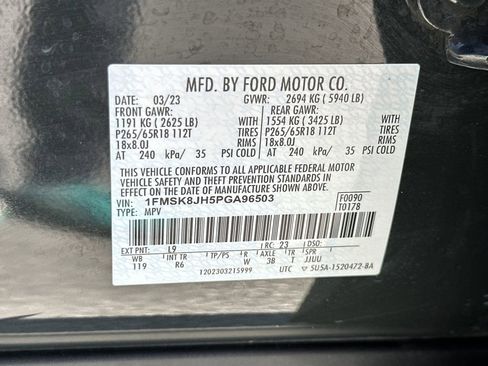 MFD. BY FORD MOTOR CO.
DATE: 03/23 GVWR: 2694 KG ( 5940 LB)
FRONT GAWR: REAR GAWR:
1191 KG ( 2625 LB) WITH 1554 KG ( 3425 LB) WITH
P265/65R18 112T TIRES P265/65R18 112T TIRES
18x8.0J RIMS 18x8.0J RIMS
AT 240 kPa/ 35 PSI COLD AT 240 kPa/ 35 PSI COLD
THIS VEHICLE CONFORMS TO ALL APPLICABLE FEDERAL MOTOR
VEHICLE SAFETY AND THEFT PREVENTION STANDARDS IN EFFECT ON
THE DATE OF MANUFACTURE SHOWN ABOVE.
VIN: 1FMSK8JH5PGA96503 F0090
TYPE: MPV T0178
EXT PNT: L9 RC: 23 DSO:
WB INT TR TP/PS R AXLE TR SPR
119 R6 W 3B T JJUU
1202303215999 UTC 5U5A-1520472-BA